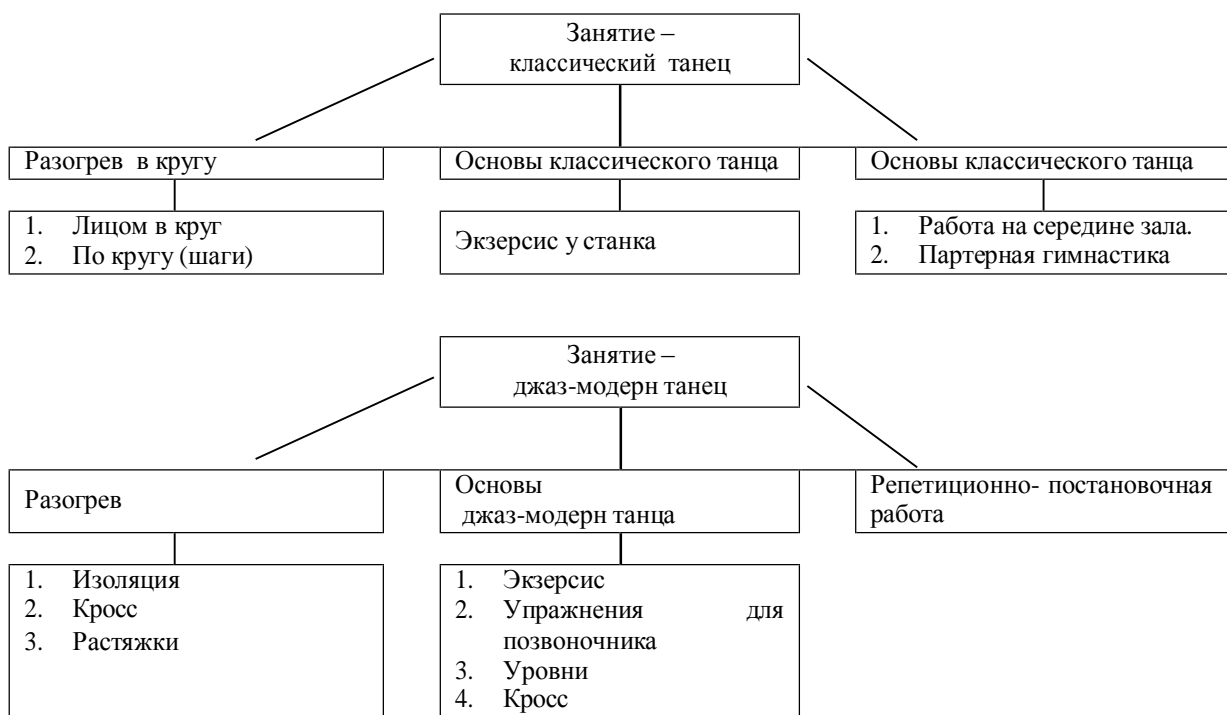 Занятие –
классический танец
Разогрев в кругу
Основы классического танца
Основы классического танца
1. Лицом в круг
2. По кругу (шаги)
Экзерсис у станка
1. Работа на середине зала.
2. Партерная гимнастика
Занятие –
джаз-модерн танец
Разогрев
Основы
джаз-модерн танца
Репетиционно- постановочная
работа
1. Изоляция
2. Кросс
3. Растяжки
1. Экзерсис
2. Упражнения для
позвоночника
3. Уровни
4. Кросс